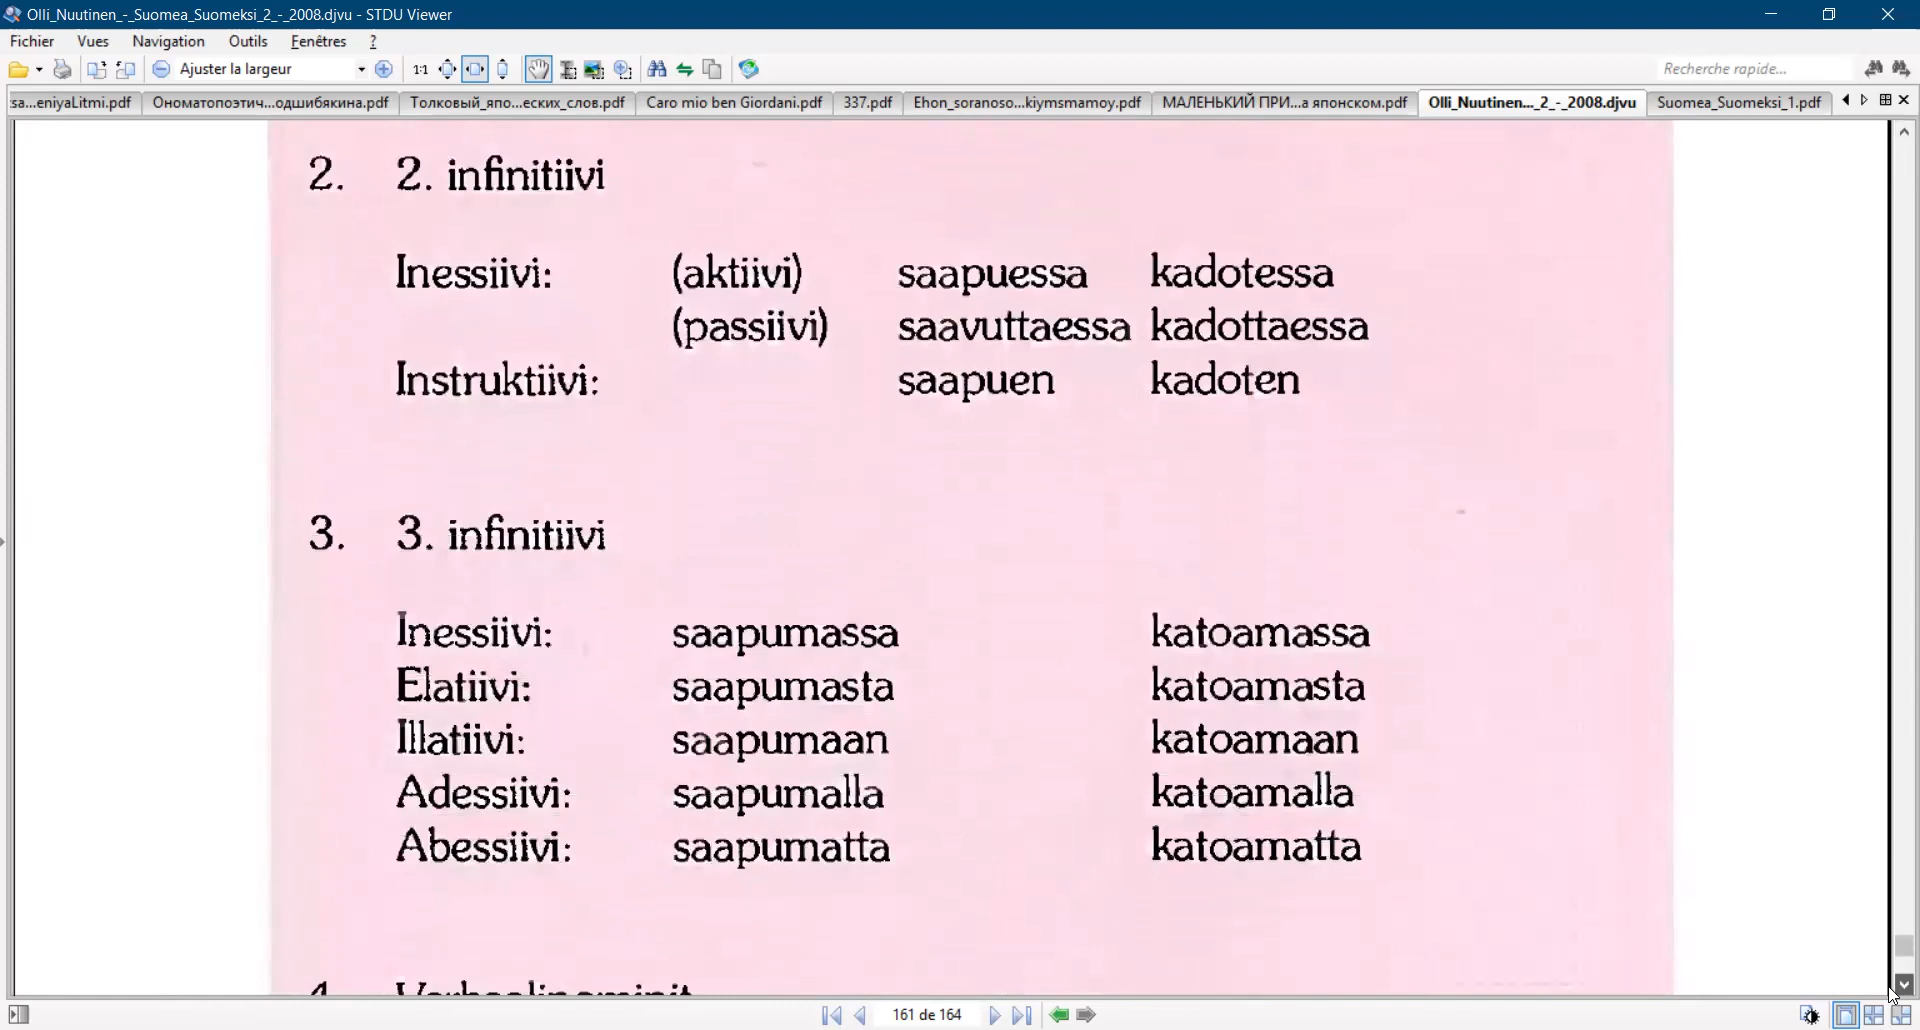 Olli_Nuutinen_-_Suomea_Suomeksi_2_-_2008.djvu - STDU Viewer
Fichier Vues Navigation Outils Fenêtres ?
Ajuster la largeur 1:1 Recherche rapide...
sa...eniyaLitmi.pdf Ономатопоэтич...одшибякина.pdf Толковый_япо...еских_слов.pdf Caro mio ben Giordani.pdf 337.pdf Ehon_soranoso...kiymsmamoy.pdf МАЛЕНЬКИЙ ПРИ...а японском.pdf Olli_Nuutinen..._2_-_2008.djvu Suomea_Suomeksi_1.pdf
2. 2. infinitiivi
Inessiivi: (aktiivi) saapuessa kadotessa
(passiivi) saavuttaessa kadottaessa
Instruktiivi: saapuen kadoten
3. 3. infinitiivi
Inessiivi: saapumassa katoamassa
Elatiivi: saapumasta katoamasta
Illatiivi: saapumaan katoamaan
Adessiivi: saapumalla katoamalla
Abessiivi: saapumatta katoamatta
161 de 164